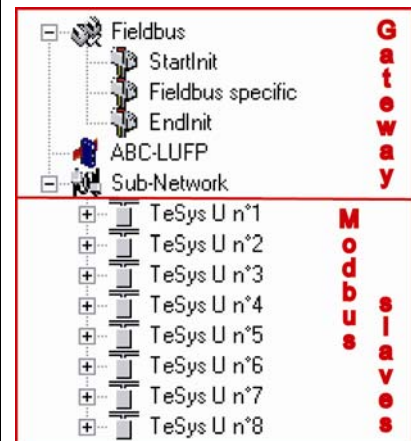 Fieldbus
StartInit
Fieldbus specific
EndInit
ABC-LUFP
Sub-Network
Gateway
TeSys U n°1
TeSys U n°2
TeSys U n°3
TeSys U n°4
TeSys U n°5
TeSys U n°6
TeSys U n°7
TeSys U n°8
Modbus
slaves